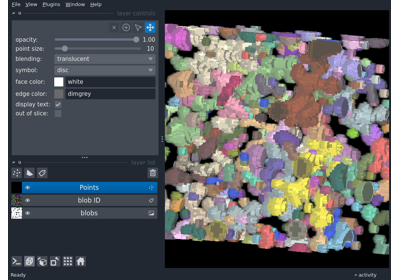 File View Plugins Window Help
layer controls
opacity: 1.00
point size: 10
blending: translucent
symbol: disc
face color: white
edge color: dimgrey
display text:
out of slice:
layer list
Points
blob ID
blobs
Ready
activity